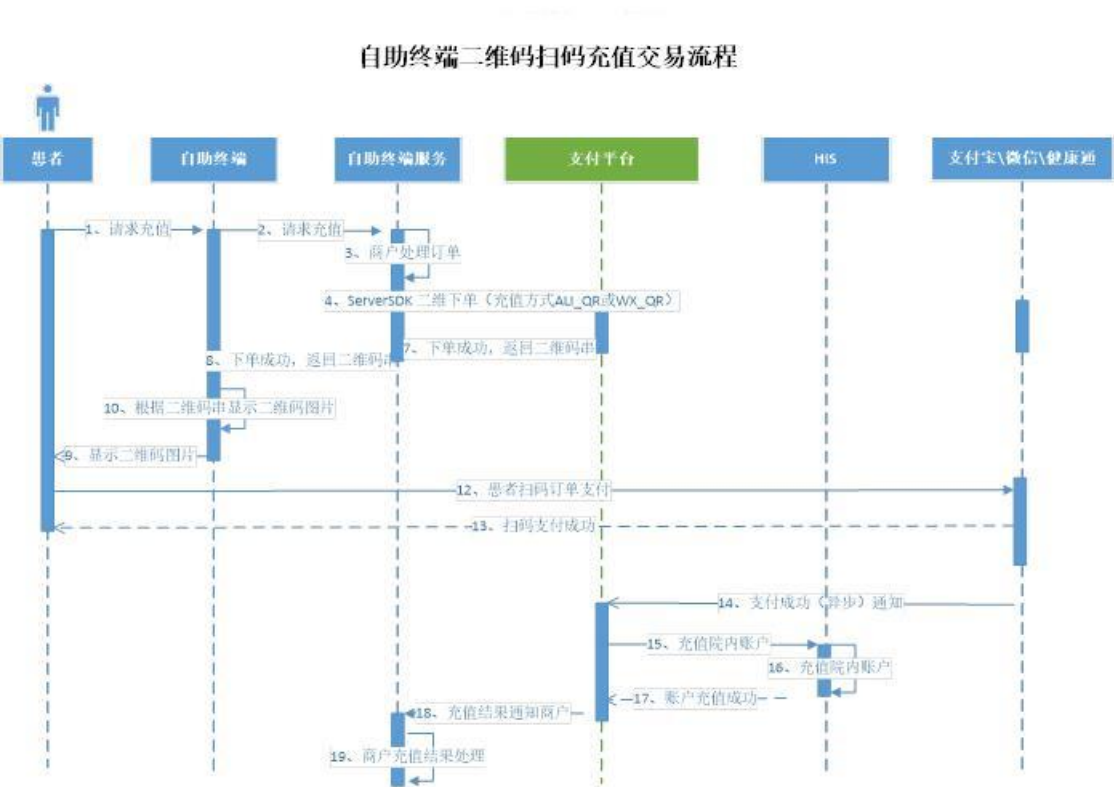 自助终端二维码扫码充值交易流程
患者
自助终端
自助终端服务
支付平台
HIS
支付宝\微信\健康通
1、请求充值
2、请求充值
3、商户处理订单
4、ServerSDK 二维下单（充值方式ALI_QR或WX_QR）
7、下单成功，返回二维码串
8、下单成功，返回二维码串
10、根据二维码串显示二维码图片
9、显示二维码图片
12、患者扫码订单支付
13、扫码支付成功
14、支付成功（异步）通知
15、充值院内账户
16、充值院内账户
17、账户充值成功
18、充值结果通知商户
19、商户充值结果处理